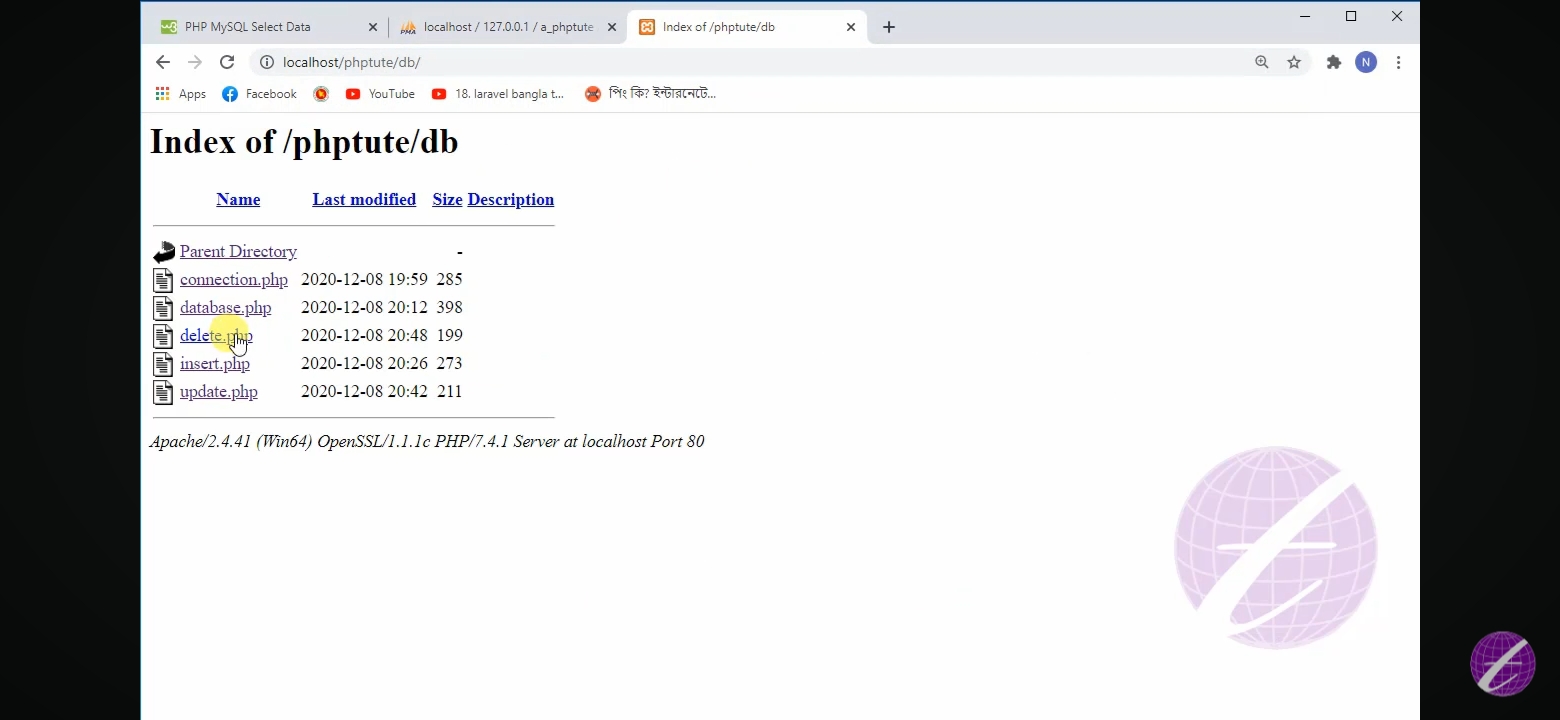 PHP MySQL Select Data
localhost / 127.0.0.1 / a_phptute
Index of /phptute/db
localhost/phptute/db/
N
Apps
Facebook
YouTube
18. laravel bangla t...
পিং কি? ইন্টারনেটে...
Index of /phptute/db
Name Last modified Size Description
Parent Directory -
connection.php 2020-12-08 19:59 285
database.php 2020-12-08 20:12 398
delete.php 2020-12-08 20:48 199
insert.php 2020-12-08 20:26 273
update.php 2020-12-08 20:42 211
Apache/2.4.41 (Win64) OpenSSL/1.1.1c PHP/7.4.1 Server at localhost Port 80